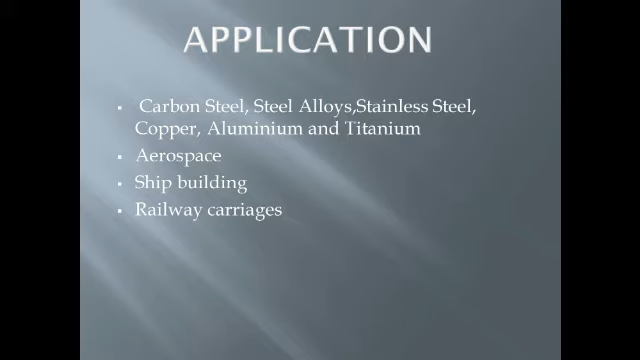 APPLICATION
▪ Carbon Steel, Steel Alloys,Stainless Steel,
Copper, Aluminium and Titanium
▪ Aerospace
▪ Ship building
▪ Railway carriages